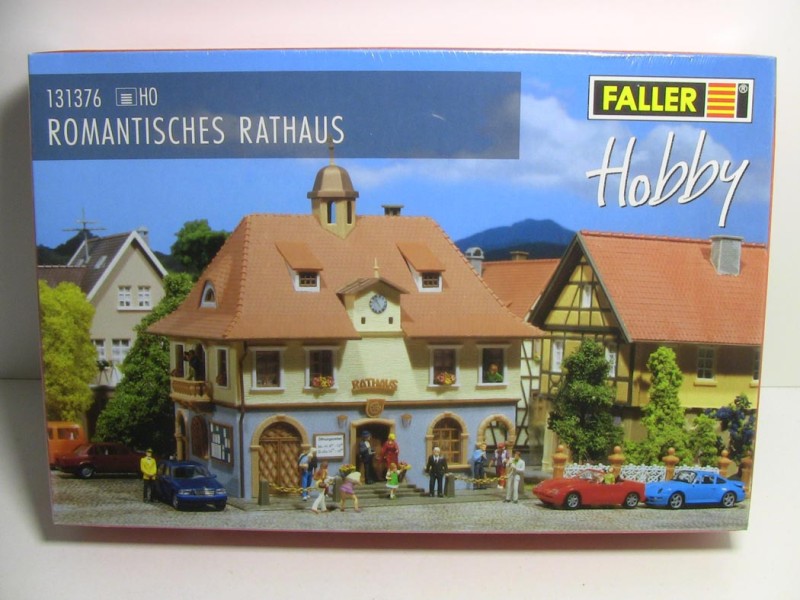 131376 H0
ROMANTISCHES RATHAUS
FALLER ®
Hobby
RATHAUS